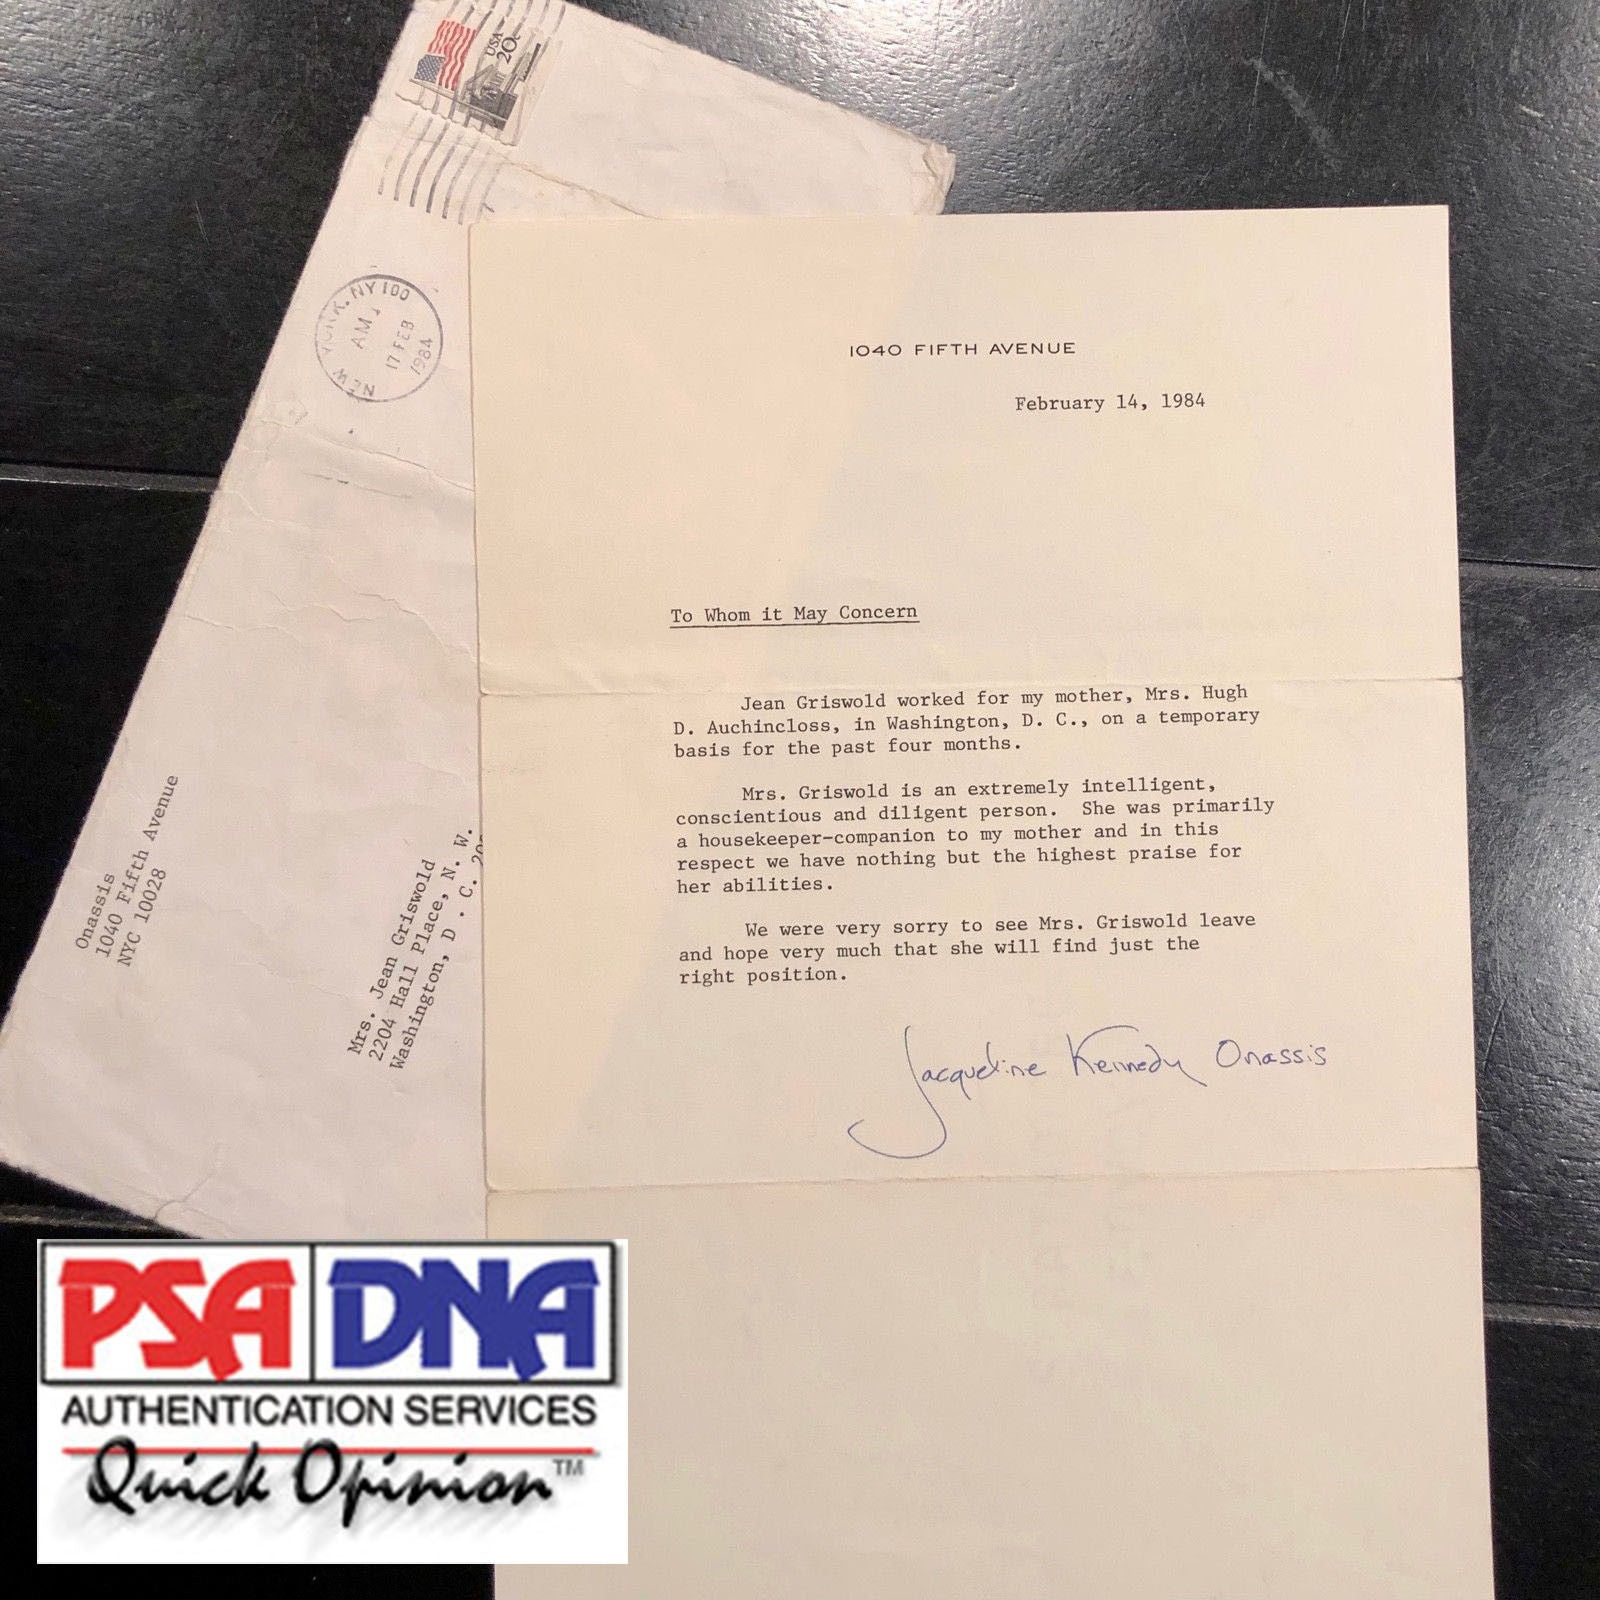 USA
20c
NEW YORK, NY 100
AM
17 FEB
1984
Onassis
1040 Fifth Avenue
NYC 10028
Mrs. Jean Griswold
2204 Hall Place, N. W.
Washington, D . C.
1040 FIFTH AVENUE
February 14, 1984
To Whom it May Concern
Jean Griswold worked for my mother, Mrs. Hugh
D. Auchincloss, in Washington, D. C., on a temporary
basis for the past four months.
Mrs. Griswold is an extremely intelligent,
conscientious and diligent person. She was primarily
a housekeeper-companion to my mother and in this
respect we have nothing but the highest praise for
her abilities.
We were very sorry to see Mrs. Griswold leave
and hope very much that she will find just the
right position.
Jacqueline Kennedy Onassis
PSA DNA
AUTHENTICATION SERVICES
Quick Opinion™